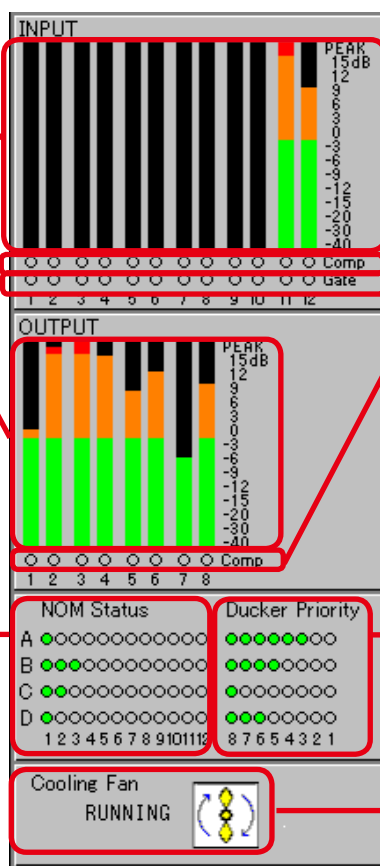 INPUT
PEAK
15dB
12
9
6
3
0
-3
-6
-9
-12
-15
-20
-30
-40
Comp
Gate
1 2 3 4 5 6 7 8 9 10 11 12
OUTPUT
PEAK
15dB
12
9
6
3
0
-3
-6
-9
-12
-15
-20
-30
-40
Comp
1 2 3 4 5 6 7 8
NOM Status
A
B
C
D
1 2 3 4 5 6 7 8 9 10 11 12
Ducker Priority
8 7 6 5 4 3 2 1
Cooling Fan
RUNNING